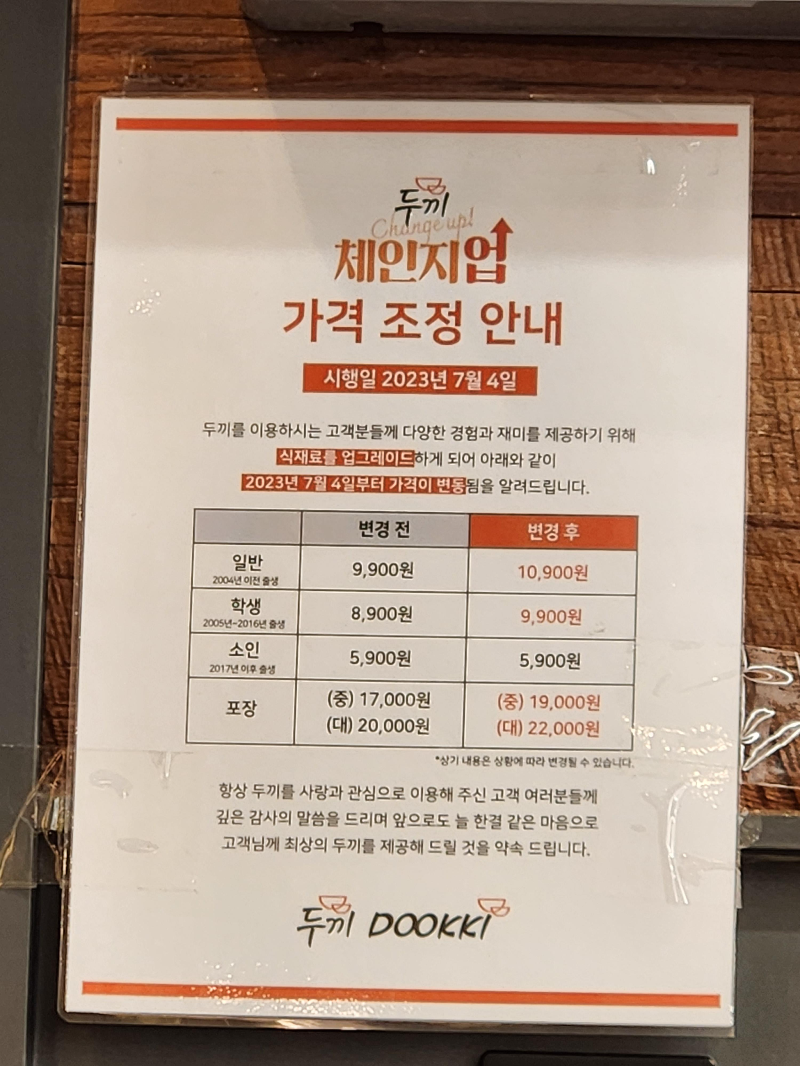 두끼
Change up!
체인지업
가격 조정 안내
시행일 2023년 7월 4일
두끼를 이용하시는 고객분들께 다양한 경험과 재미를 제공하기 위해
식재료를 업그레이드하게 되어 아래와 같이
2023년 7월 4일부터 가격이 변동됨을 알려드립니다.
변경 전 변경 후
일반 9,900원 10,900원
2004년 이전 출생
학생 8,900원 9,900원
2005년~2016년 출생
소인 5,900원 5,900원
2017년 이후 출생
포장 (중) 17,000원 (중) 19,000원
(대) 20,000원 (대) 22,000원
*상기 내용은 상황에 따라 변경될 수 있습니다.
항상 두끼를 사랑과 관심으로 이용해 주신 고객 여러분들께
깊은 감사의 말씀을 드리며 앞으로도 늘 한결 같은 마음으로
고객님께 최상의 두끼를 제공해 드릴 것을 약속 드립니다.
두끼 DOOKKI